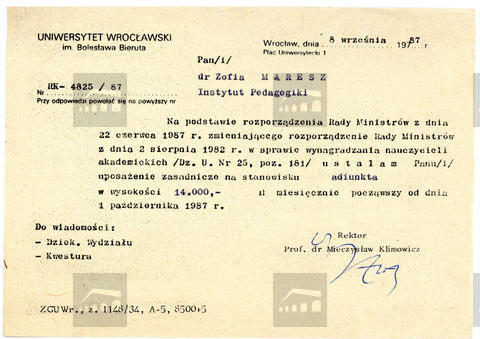 UNIWERSYTET WROCŁAWSKI
im. Bolesława Bieruta
Wrocław, dnia 8 września 1987
Plac Uniwersytecki 1
Pan/i/
dr Zofia MARESZ
Instytut Pedagogiki
Nr RK- 4825 / 87
Przy odpowiedzi powołać się na powyższy nr
Na podstawie rozporządzenia Rady Ministrów z dnia
22 czerwca 1987 r. zmieniającego rozporządzenie Rady Ministrów
z dnia 2 sierpnia 1982 r. w sprawie wynagradzania nauczycieli
akademickich /Dz. U. Nr 25, poz. 181/ u s t a l a m Panu/i/
uposażenie zasadnicze na stanowisku adiunkta
w wysokości 14.000,- zł miesięcznie począwszy od dnia
1 października 1987 r.
Do wiadomości:
- Dziek. Wydziału
- Kwestura
Rektor
Prof. dr Mieczysław Klimowicz
ZGUWr., z. 1148/84, A-5, 8500+5